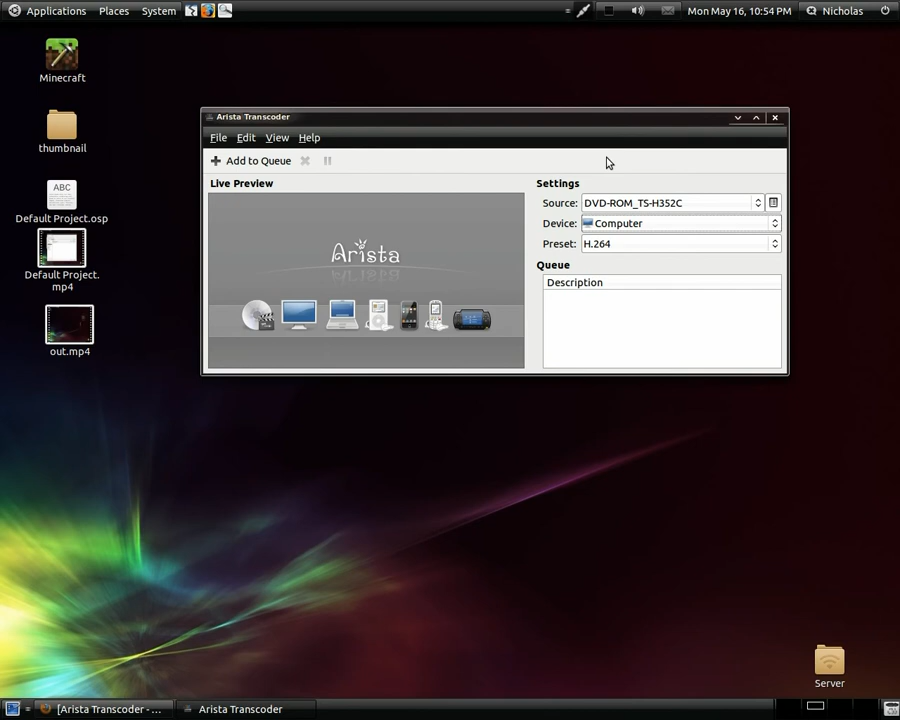 Applications Places System
Mon May 16, 10:54 PM
Nicholas
Minecraft
thumbnail
ABC
Default Project.osp
Default Project.
mp4
out.mp4
Arista Transcoder
File Edit View Help
Add to Queue
Live Preview
Arista
Settings
Source: DVD-ROM_TS-H352C
Device: Computer
Preset: H.264
Queue
Description
Server
[Arista Transcoder - ...
Arista Transcoder